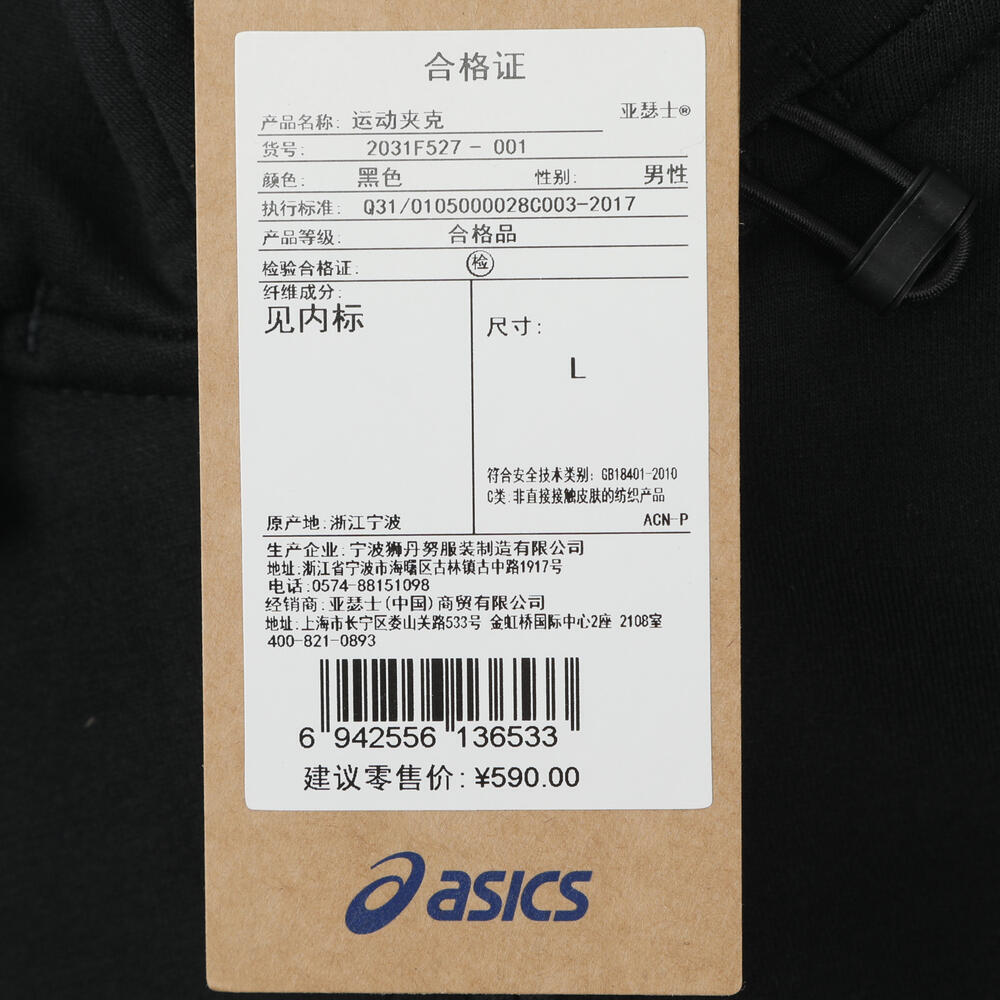 合格证
亚瑟士®
产品名称: 运动夹克
货号: 2031F527 - 001
颜色: 黑色 性别: 男性
执行标准: Q31/0105000028C003-2017
产品等级: 合格品
检验合格证: 检
纤维成分:
见内标
尺寸:
L
符合安全技术类别: GB18401-2010
C类:非直接接触皮肤的纺织产品
ACN-P
原产地:浙江宁波
生产企业:宁波狮丹努服装制造有限公司
地址:浙江省宁波市海曙区古林镇古中路1917号
电话:0574-88151098
经销商:亚瑟士(中国)商贸有限公司
地址:上海市长宁区娄山关路533号 金虹桥国际中心2座 2108室
400-821-0893
6 942556 136533
建议零售价: ¥590.00
asics